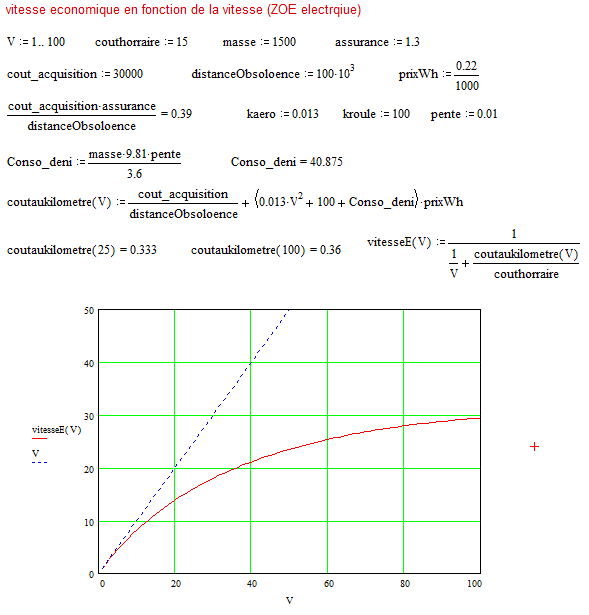 vitesse economique en fonction de la vitesse (ZOE electrqiue)
V := 1.. 100 couthorraire := 15 masse := 1500 assurance := 1.3
cout_acquisition := 30000 distanceObsoloence := 100·10^3 prixWh := 0.22/1000
cout_acquisition·assurance/distanceObsoloence = 0.39 kaero := 0.013 kroule := 100 pente := 0.01
Conso_deni := masse·9.81·pente/3.6 Conso_deni = 40.875
coutaukilometre(V) := cout_acquisition/distanceObsoloence + (0.013·V^2 + 100 + Conso_deni)·prixWh
coutaukilometre(25) = 0.333 coutaukilometre(100) = 0.36 vitesseE(V) := 1/(1/V + coutaukilometre(V)/couthorraire)
50
40
30
vitesseE(V)
V
20
10
0
0 20 40 60 80 100
V